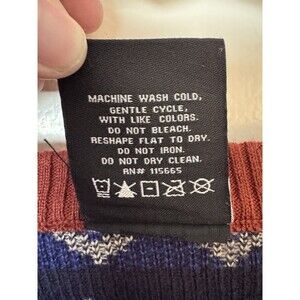 MACHINE WASH COLD,
GENTLE CYCLE,
WITH LIKE COLORS.
DO NOT BLEACH.
RESHAPE FLAT TO DRY.
DO NOT IRON.
DO NOT DRY CLEAN.
RN# 115665